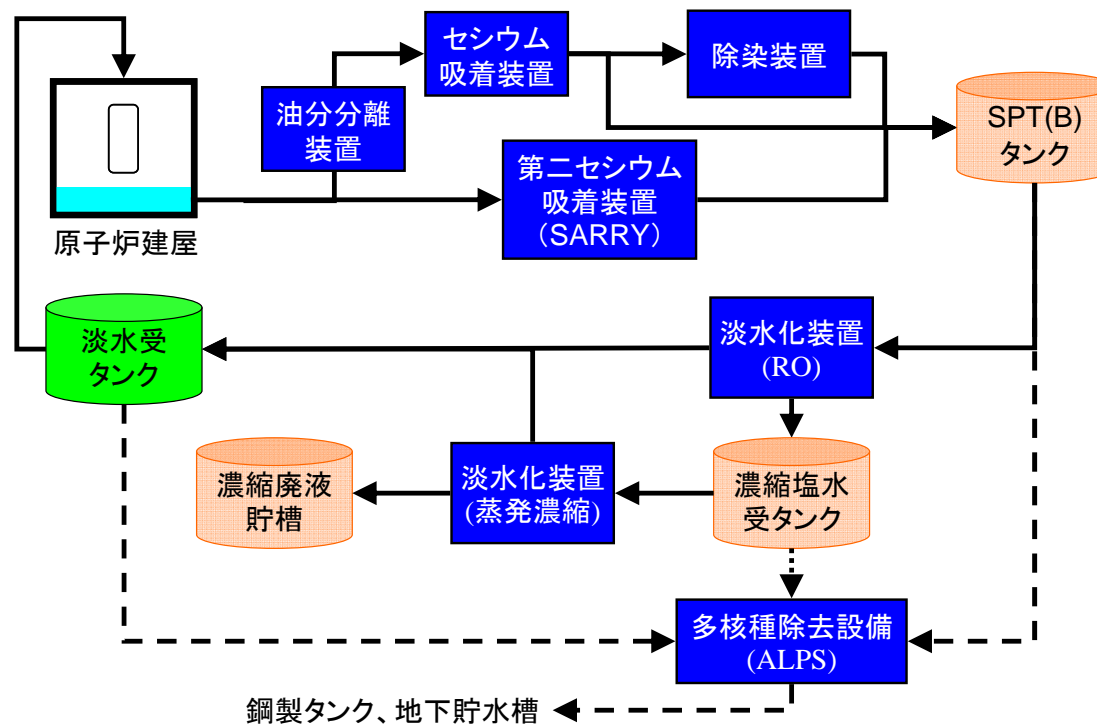 セシウム
吸着装置
除染装置
油分分離
装置
SPT(B)
タンク
第二セシウム
吸着装置
（SARRY）
原子炉建屋
淡水受
タンク
淡水化装置
(RO)
濃縮廃液
貯槽
淡水化装置
(蒸発濃縮)
濃縮塩水
受タンク
多核種除去設備
(ALPS)
鋼製タンク、地下貯水槽